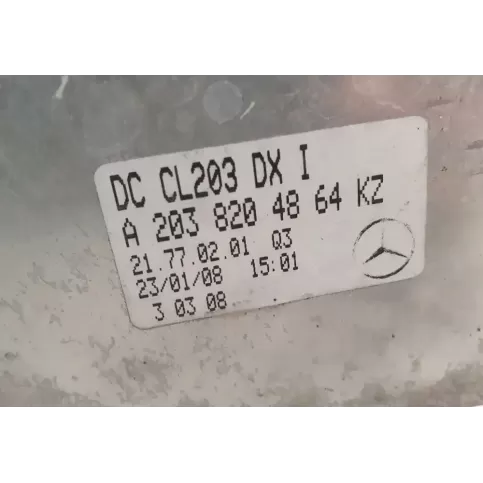 DC CL203 DX I
A 203 820 48 64 KZ
21.77.02.01 Q3
23/01/08 15:01
3 03 08